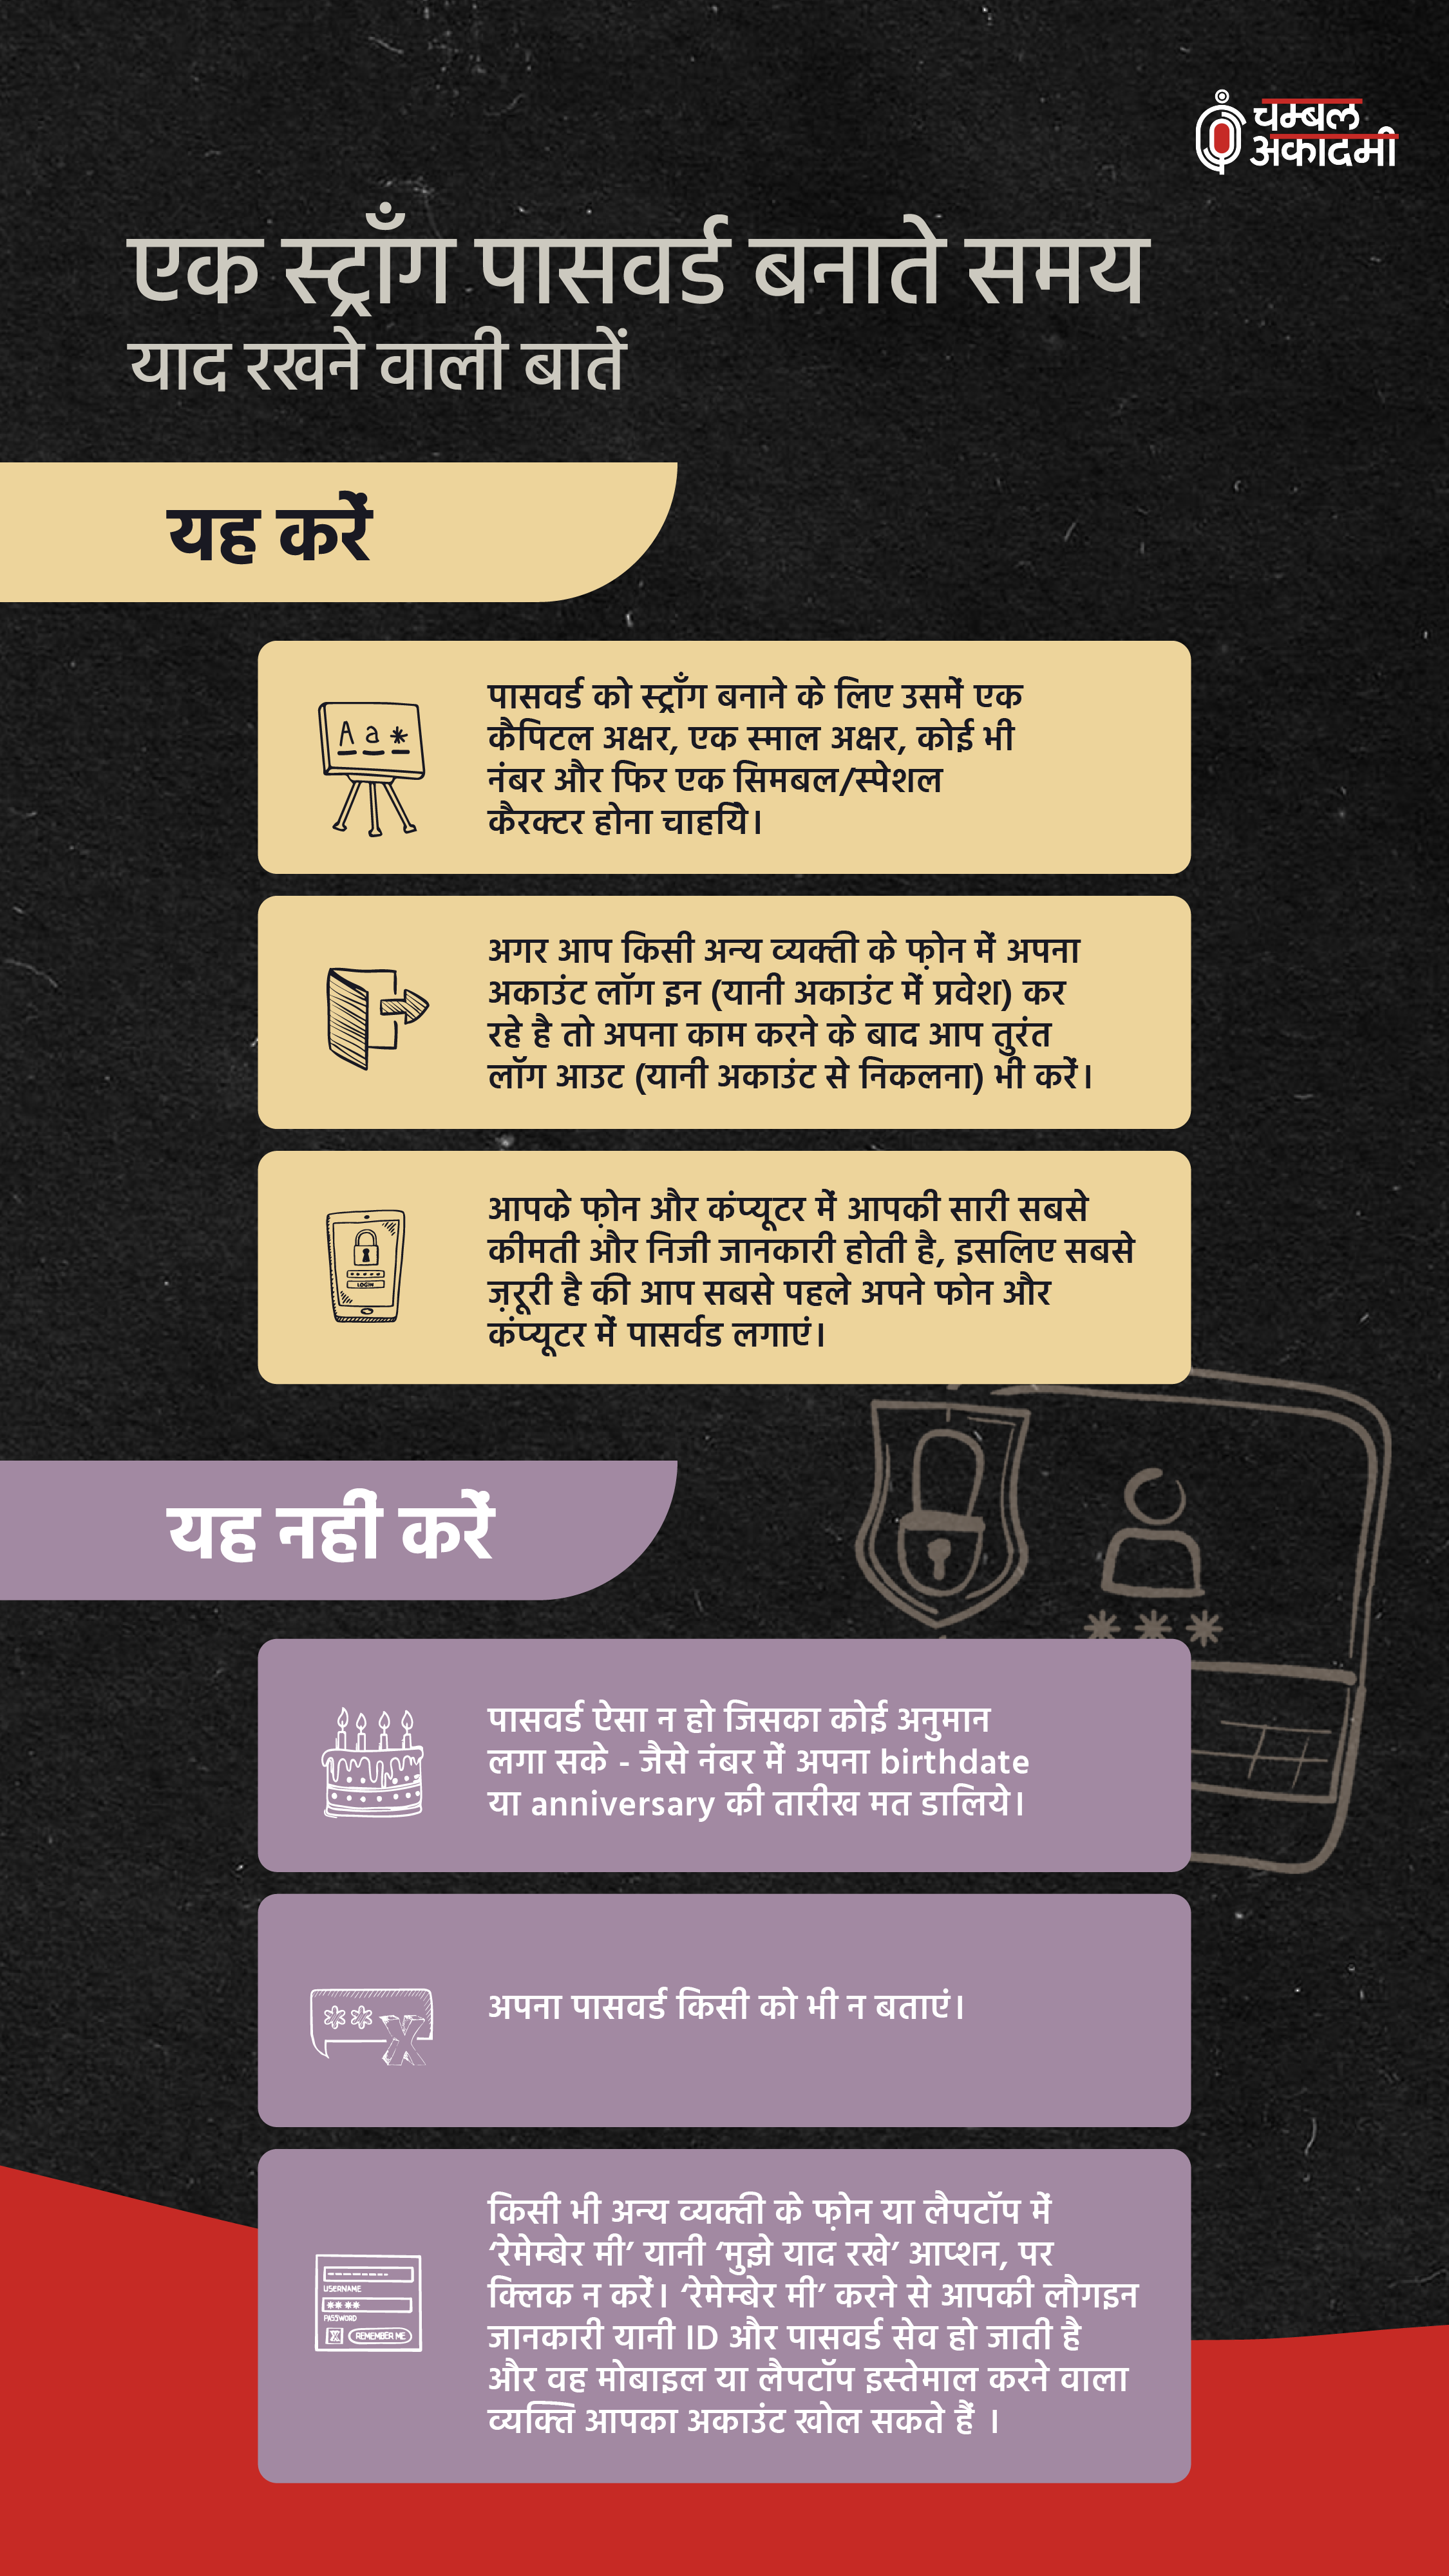 चम्बल
अकादमी
एक स्ट्रॉंग पासवर्ड बनाते समय
याद रखने वाली बातें
यह करें
A a *
पासवर्ड को स्ट्रॉंग बनाने के लिए उसमें एक
कैपिटल अक्षर, एक स्माल अक्षर, कोई भी
नंबर और फिर एक सिमबल/स्पेशल
कैरक्टर होना चाहयिे।
अगर आप किसी अन्य व्यक्ती के फ़ोन में अपना
अकाउंट लॉग इन (यानी अकाउंट में प्रवेश) कर
रहे है तो अपना काम करने के बाद आप तुरंत
लॉग आउट (यानी अकाउंट से निकलना) भी करें।
LOGIN
आपके फ़ोन और कंप्यूटर में आपकी सारी सबसे
कीमती और निजी जानकारी होती है, इसलिए सबसे
ज़रूरी है की आप सबसे पहले अपने फोन और
कंप्यूटर में पासर्वड लगाएं।
यह नहीं करें
पासवर्ड ऐसा न हो जिसका कोई अनुमान
लगा सके - जैसे नंबर में अपना birthdate
या anniversary की तारीख मत डालिये।
अपना पासवर्ड किसी को भी न बताएं।
किसी भी अन्य व्यक्ती के फ़ोन या लैपटॉप में
‘रेमेम्बेर मी’ यानी ‘मुझे याद रखे’ आप्शन, पर
क्लिक न करें। ‘रेमेम्बेर मी’ करने से आपकी लौगइन
जानकारी यानी ID और पासवर्ड सेव हो जाती है
और वह मोबाइल या लैपटॉप इस्तेमाल करने वाला
व्यक्ति आपका अकाउंट खोल सकते हैं ।
USERNAME
PASSWORD
REMEMBER ME